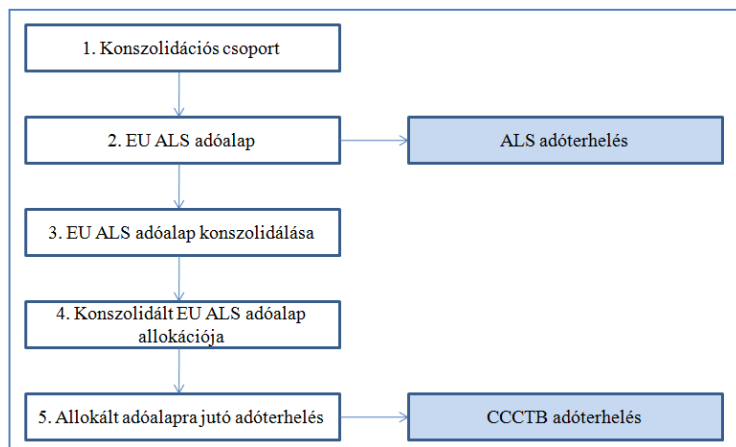 1. Konszolidációs csoport
2. EU ALS adóalap
ALS adóterhelés
3. EU ALS adóalap konszolidálása
4. Konszolidált EU ALS adóalap
allokációja
5. Allokált adóalapra jutó adóterhelés
CCCTB adóterhelés